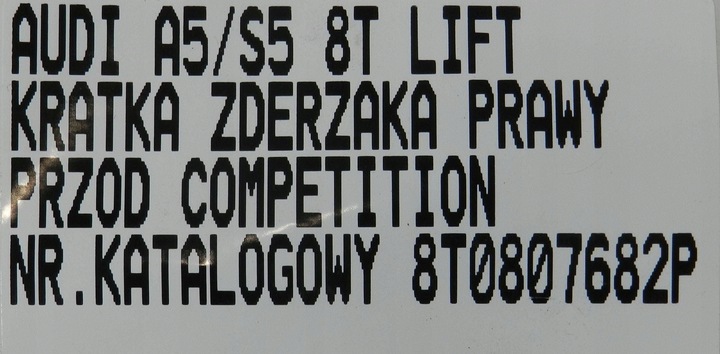 AUDI A5/S5 8T LIFT
KRATKA ZDERZAKA PRAWY
PRZOD COMPETITION
NR.KATALOGOWY 8T0807682P